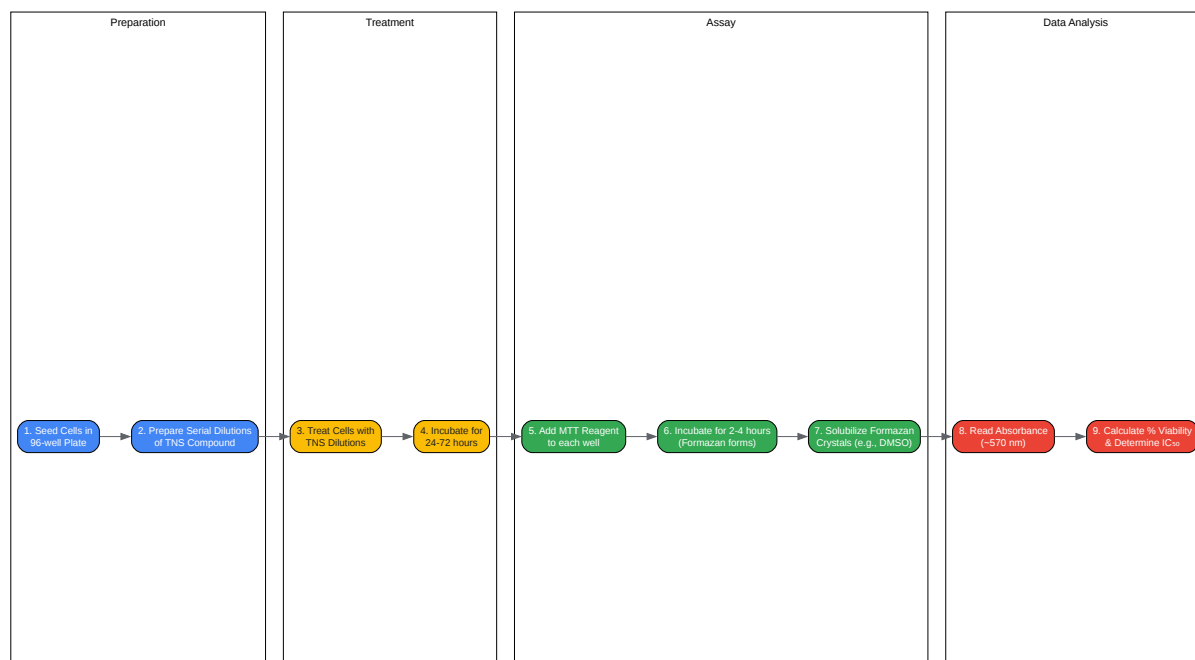 Preparation
Treatment
Assay
Data Analysis
1. Seed Cells in
96-well Plate
2. Prepare Serial Dilutions
of TNS Compound
3. Treat Cells with
TNS Dilutions
4. Incubate for
24-72 hours
5. Add MTT Reagent
to each well
6. Incubate for 2-4 hours
(Formazan forms)
7. Solubilize Formazan
Crystals (e.g., DMSO)
8. Read Absorbance
(~570 nm)
9. Calculate % Viability
& Determine IC₅₀